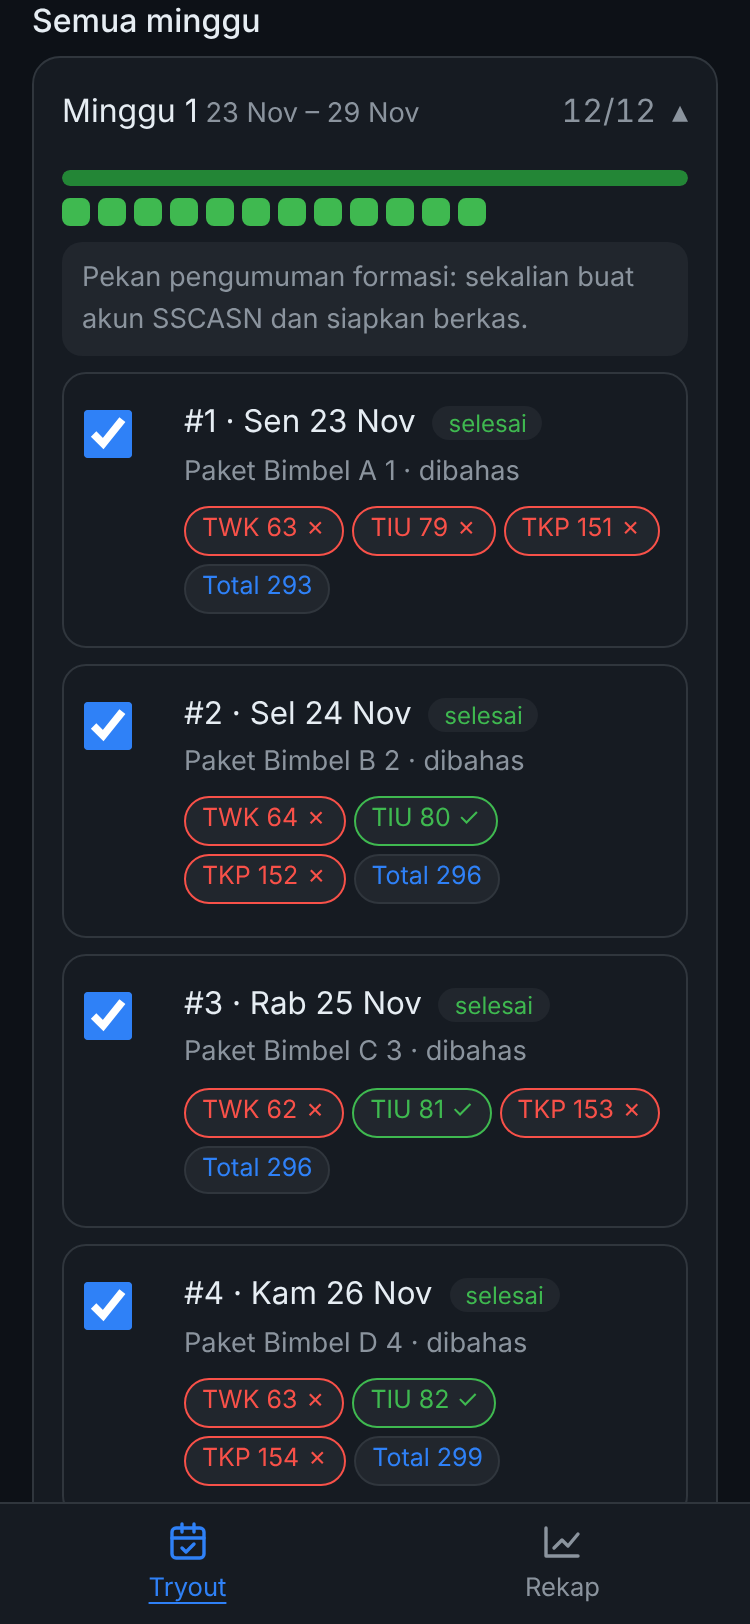 Semua minggu
Minggu 1 23 Nov – 29 Nov 12/12 ▲
Pekan pengumuman formasi: sekalian buat
akun SSCASN dan siapkan berkas.
#1 · Sen 23 Nov selesai
Paket Bimbel A 1 · dibahas
TWK 63 × TIU 79 × TKP 151 ×
Total 293
#2 · Sel 24 Nov selesai
Paket Bimbel B 2 · dibahas
TWK 64 × TIU 80 ✓
TKP 152 × Total 296
#3 · Rab 25 Nov selesai
Paket Bimbel C 3 · dibahas
TWK 62 × TIU 81 ✓ TKP 153 ×
Total 296
#4 · Kam 26 Nov selesai
Paket Bimbel D 4 · dibahas
TWK 63 × TIU 82 ✓
TKP 154 × Total 299
Tryout Rekap